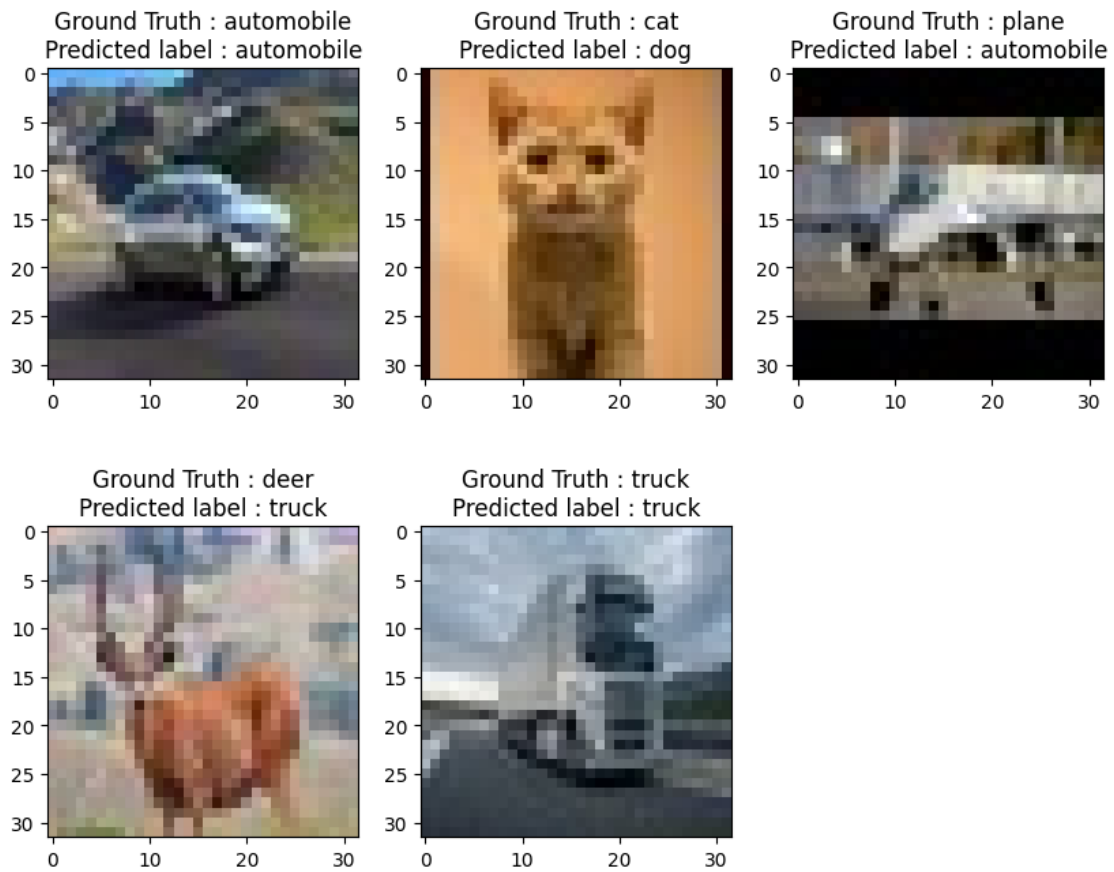 Ground Truth : automobile
Predicted label : automobile
Ground Truth : cat
Predicted label : dog
Ground Truth : plane
Predicted label : automobile
0
5
10
15
20
25
30
0 10 20 30
0
5
10
15
20
25
30
0 10 20 30
0
5
10
15
20
25
30
0 10 20 30
Ground Truth : deer
Predicted label : truck
Ground Truth : truck
Predicted label : truck
0
5
10
15
20
25
30
0 10 20 30
0
5
10
15
20
25
30
0 10 20 30